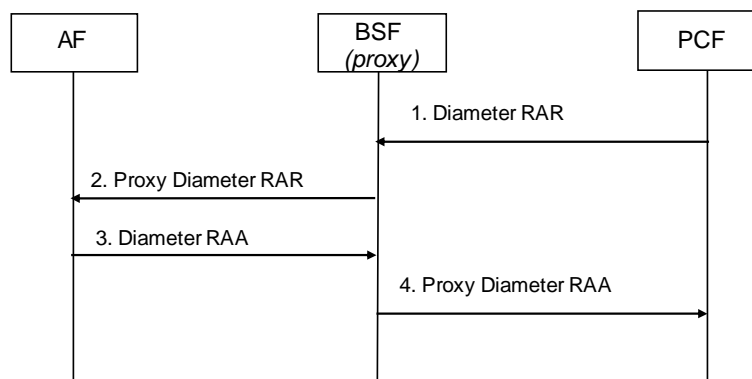 AF
BSF
(proxy)
PCF
1. Diameter RAR
2. Proxy Diameter RAR
3. Diameter RAA
4. Proxy Diameter RAA